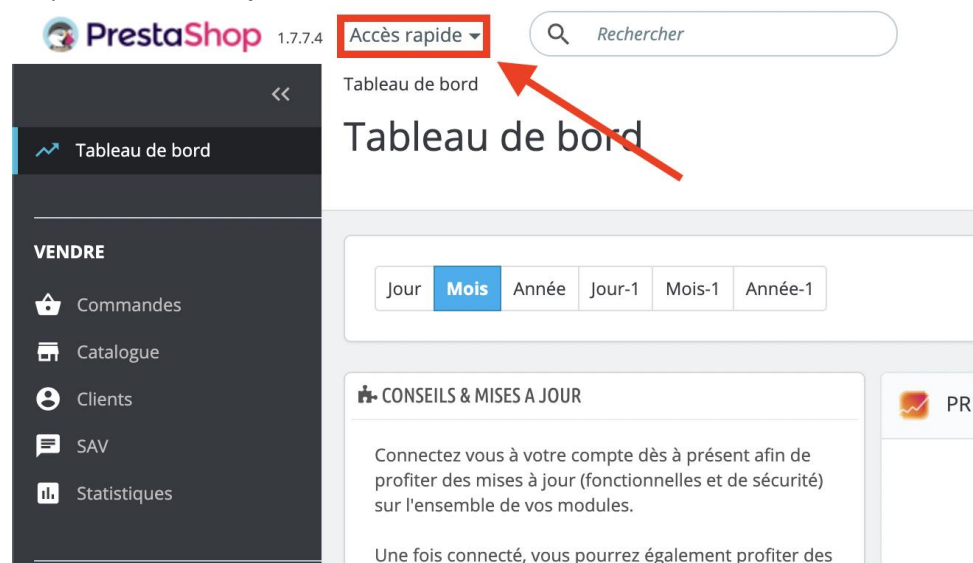 PrestaShop 1.7.7.4
Accès rapide
Rechercher
Tableau de bord
Tableau de bord
Tableau de bord
VENDRE
Commandes
Catalogue
Clients
SAV
Statistiques
Jour Mois Année Jour-1 Mois-1 Année-1
CONSEILS & MISES A JOUR
Connectez vous à votre compte dès à présent afin de
profiter des mises à jour (fonctionnelles et de sécurité)
sur l'ensemble de vos modules.
Une fois connecté, vous pourrez également profiter des
PR